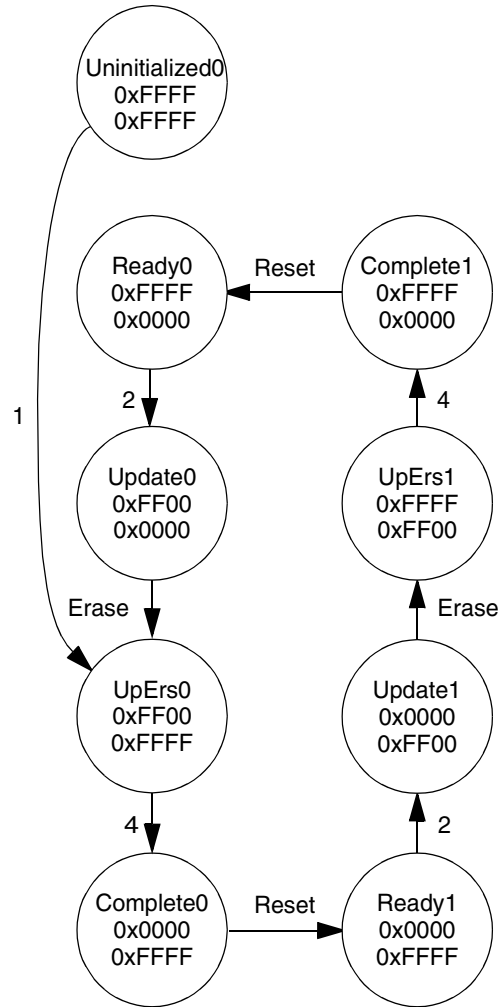 Uninitialized0
0xFFFF
0xFFFF
Ready0
0xFFFF
0x0000
Reset
Complete1
0xFFFF
0x0000
1
2
4
Update0
0xFF00
0x0000
UpErs1
0xFFFF
0xFF00
Erase
Erase
UpErs0
0xFF00
0xFFFF
Update1
0x0000
0xFF00
4
2
Complete0
0x0000
0xFFFF
Reset
Ready1
0x0000
0xFFFF